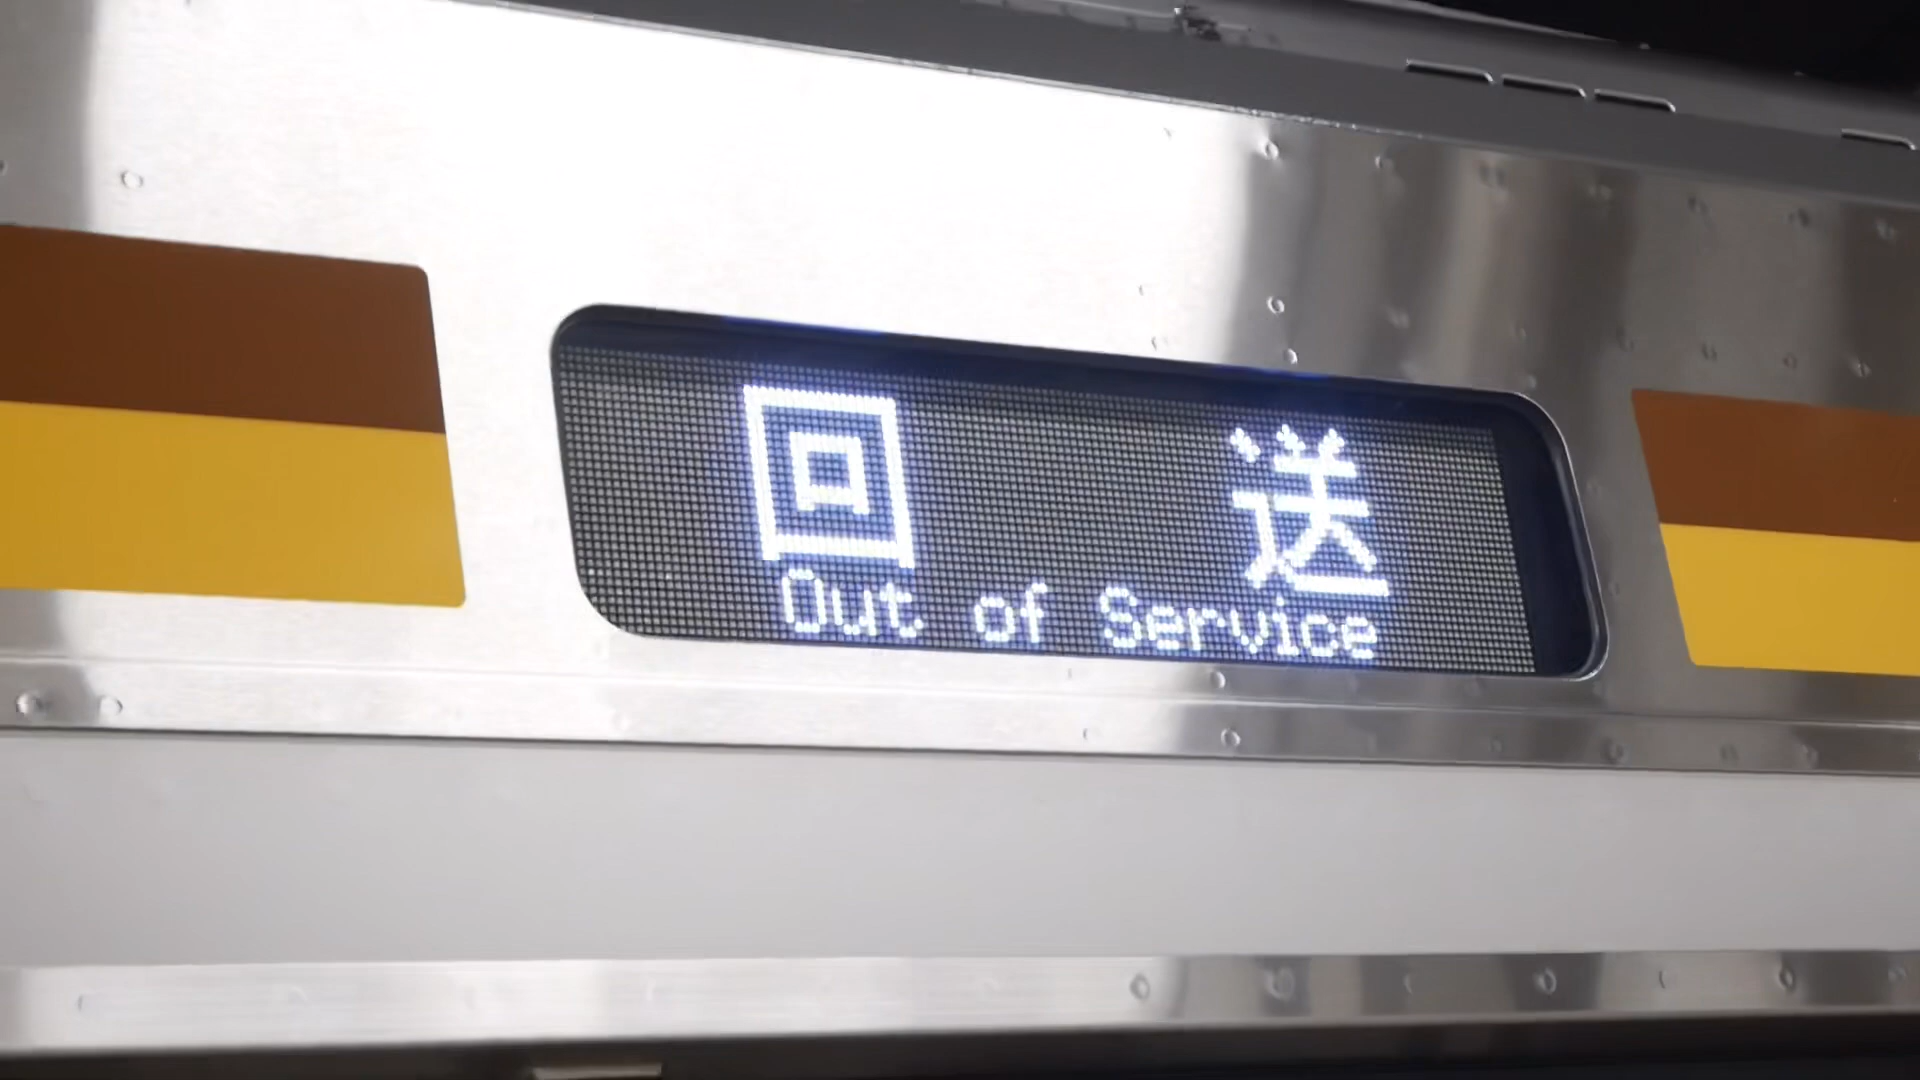 回 送
Out of Service